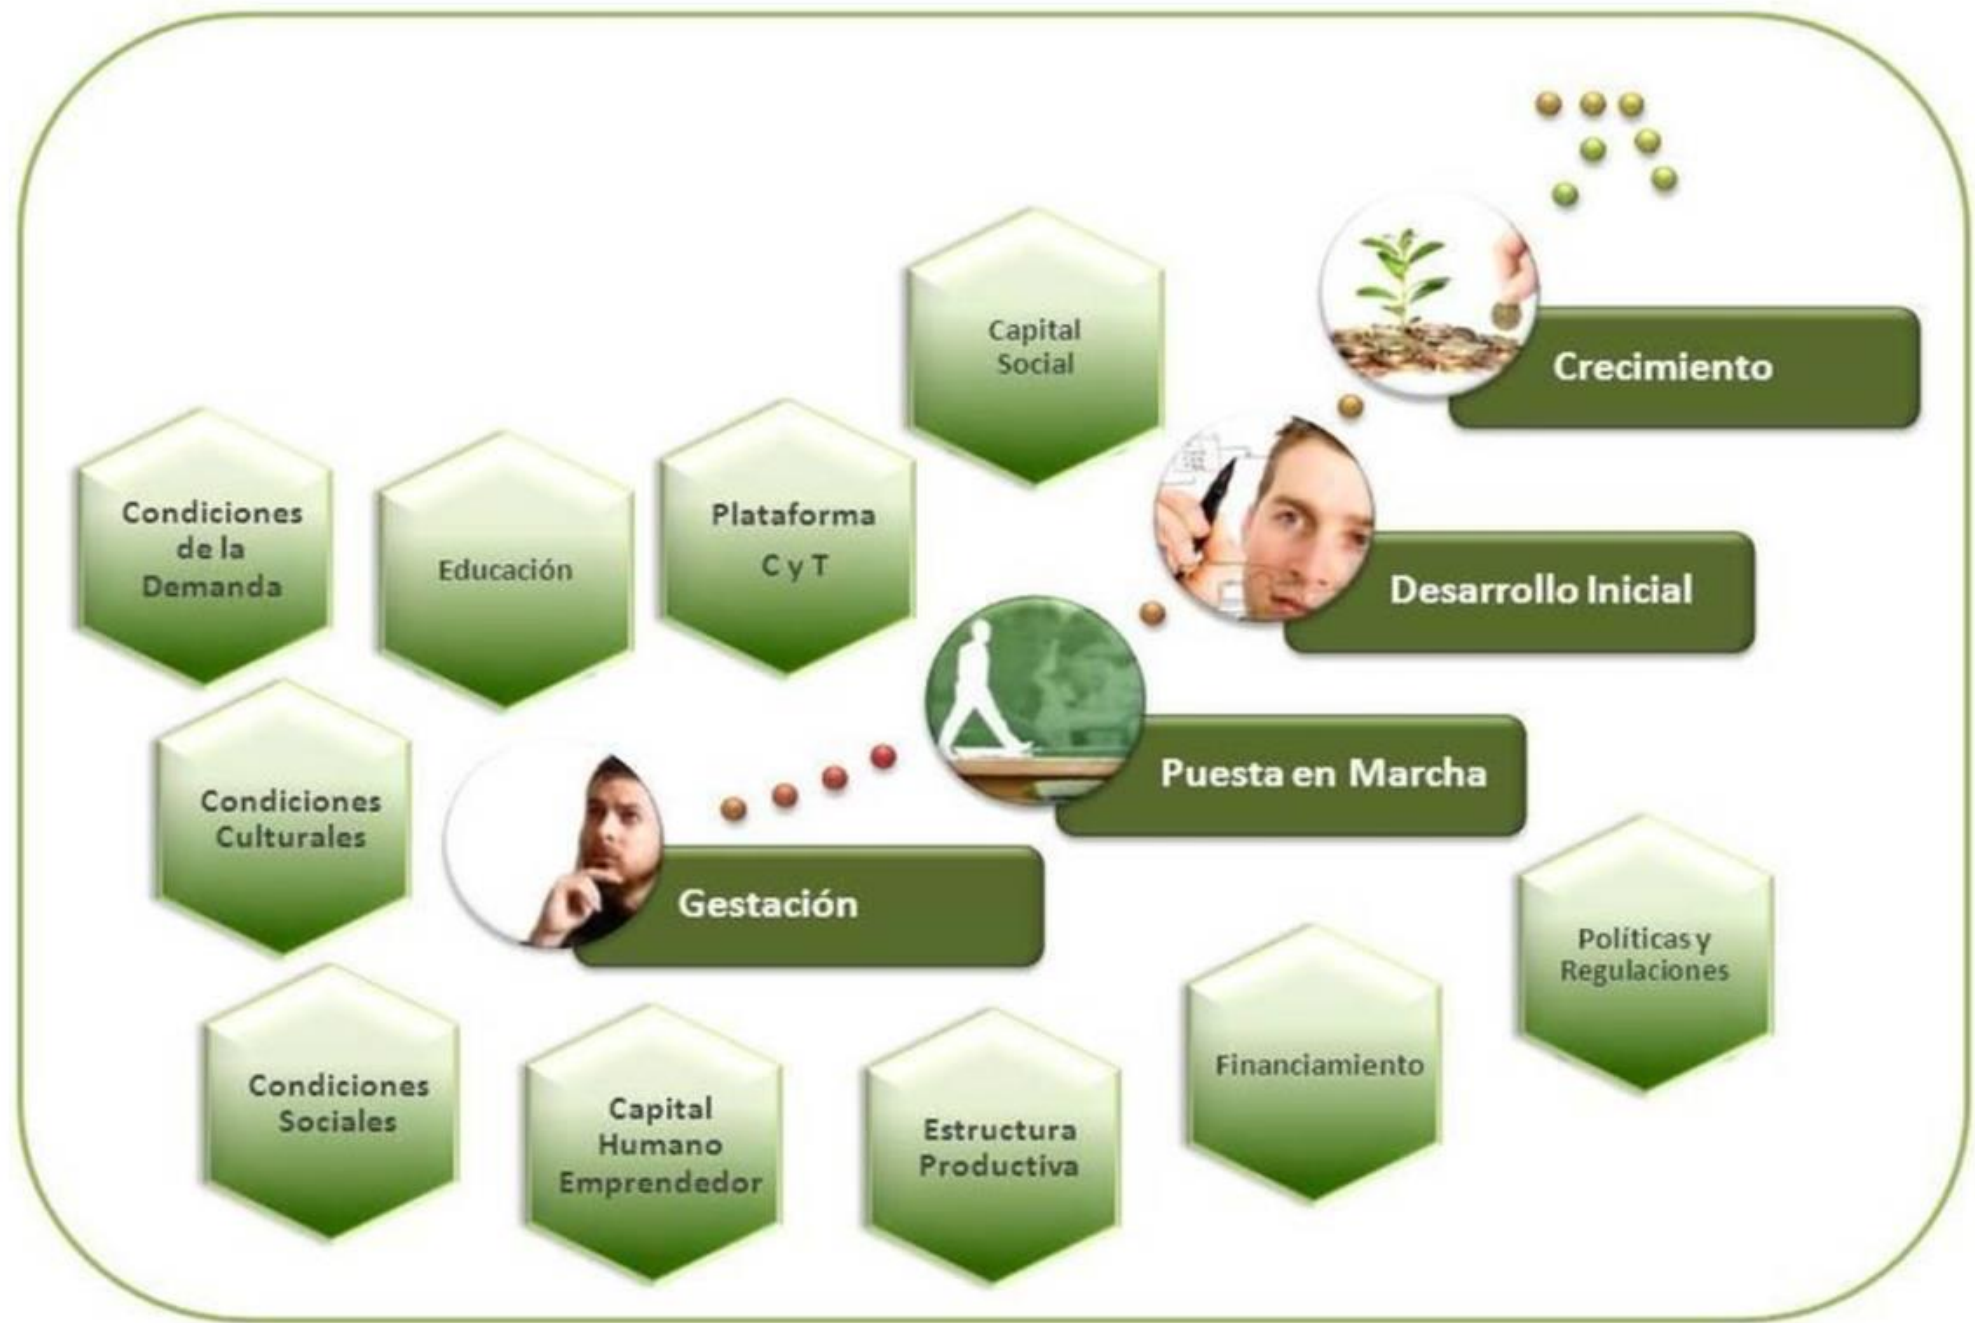 Capital
Social
Crecimiento
Condiciones
de la
Demanda
Educación
Plataforma
C y T
Desarrollo Inicial
Condiciones
Culturales
Puesta en Marcha
Gestación
Políticas y
Regulaciones
Financiamiento
Condiciones
Sociales
Capital
Humano
Emprendedor
Estructura
Productiva